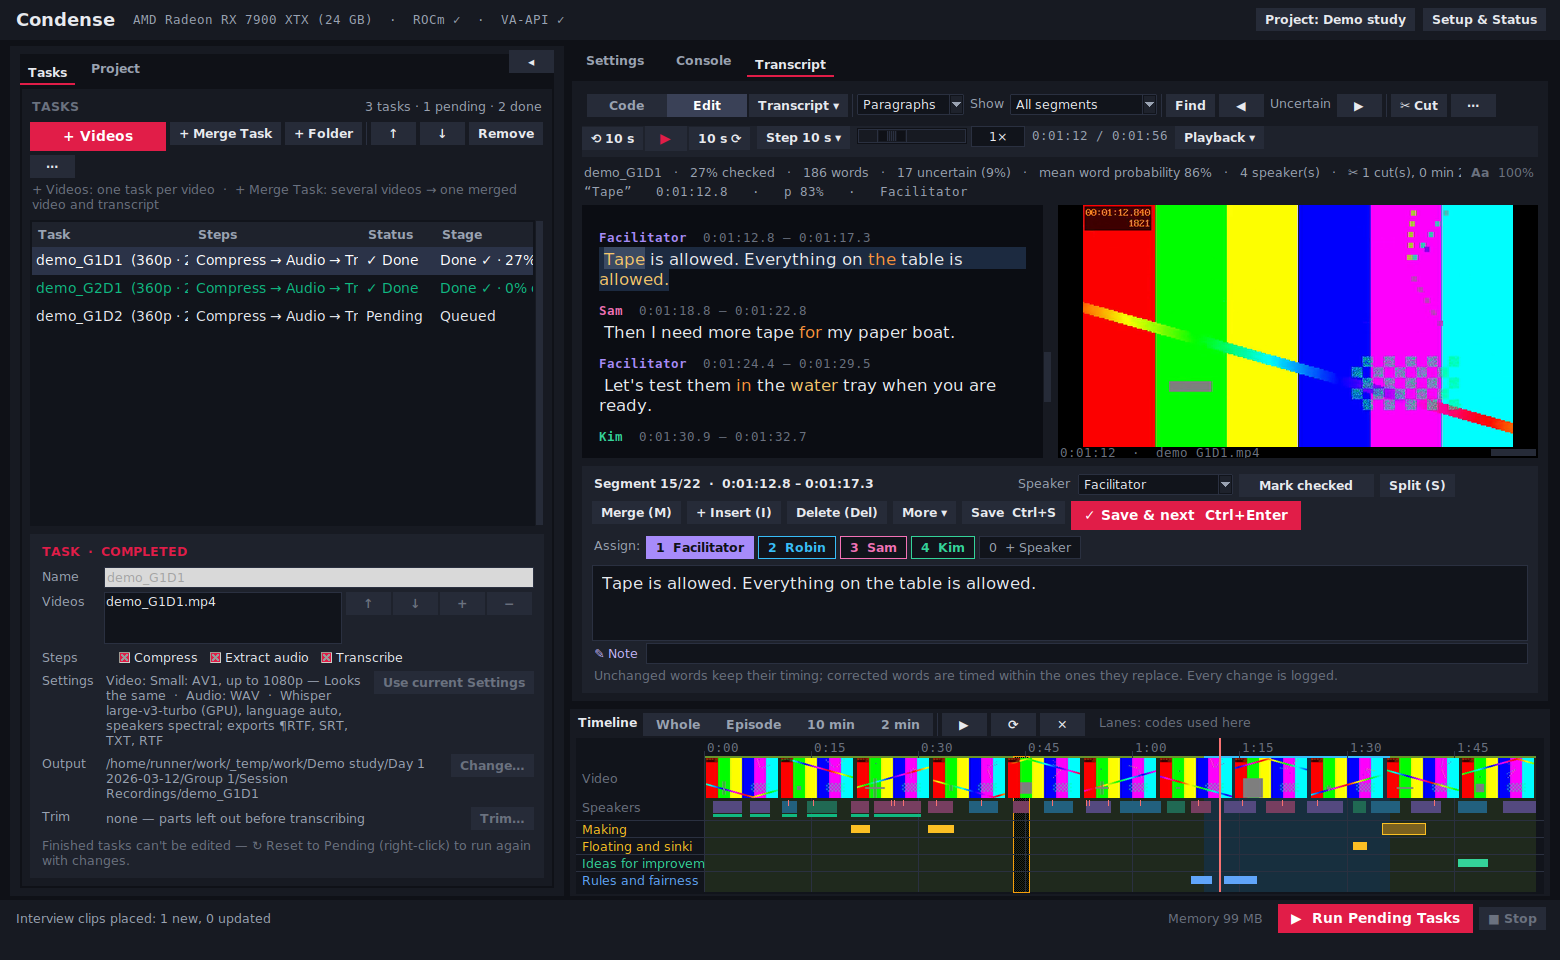 Condense AMD Radeon RX 7900 XTX (24 GB) · ROCm ✓ · VA-API ✓ Project: Demo study Setup & Status
Tasks Project ◂
TASKS 3 tasks · 1 pending · 2 done
+ Videos + Merge Task + Folder ↑ ↓ Remove
⋯
+ Videos: one task per video · + Merge Task: several videos → one merged
video and transcript
Task Steps Status Stage
demo_G1D1 (360p · 2 Compress → Audio → Tr ✓ Done Done ✓ · 27%
demo_G2D1 (360p · 2 Compress → Audio → Tr ✓ Done Done ✓ · 0%
demo_G1D2 (360p · 2 Compress → Audio → Tr Pending Queued
TASK · COMPLETED
Name demo_G1D1
Videos demo_G1D1.mp4 ↑ ↓ + −
Steps Compress Extract audio Transcribe
Settings Video: Small: AV1, up to 1080p — Looks Use current Settings
the same · Audio: WAV · Whisper
large-v3-turbo (GPU), language auto,
speakers spectral; exports ¶RTF, SRT,
TXT, RTF
Output /home/runner/work/_temp/work/Demo study/Day 1 Change…
2026-03-12/Group 1/Session
Recordings/demo_G1D1
Trim none — parts left out before transcribing Trim…
Finished tasks can't be edited — ↻ Reset to Pending (right-click) to run again
with changes.
Settings Console Transcript
Code Edit Transcript ▾ Paragraphs Show All segments Find ◀ Uncertain ▶ ✂ Cut ⋯
⟲ 10 s ▶ 10 s ⟳ Step 10 s ▾ 1× 0:01:12 / 0:01:56 Playback ▾
demo_G1D1 · 27% checked · 186 words · 17 uncertain (9%) · mean word probability 86% · 4 speaker(s) · ✂ 1 cut(s), 0 min Aa 100%
“Tape” 0:01:12.8 · p 83% · Facilitator
Facilitator 0:01:12.8 – 0:01:17.3
Tape is allowed. Everything on the table is
allowed.
Sam 0:01:18.8 – 0:01:22.8
Then I need more tape for my paper boat.
Facilitator 0:01:24.4 – 0:01:29.5
Let's test them in the water tray when you are
ready.
Kim 0:01:30.9 – 0:01:32.7
00:01:12.840
1821
0:01:12 · demo_G1D1.mp4
Segment 15/22 · 0:01:12.8 – 0:01:17.3 Speaker Facilitator Mark checked Split (S)
Merge (M) + Insert (I) Delete (Del) More ▾ Save Ctrl+S ✓ Save & next Ctrl+Enter
Assign: 1 Facilitator 2 Robin 3 Sam 4 Kim 0 + Speaker
Tape is allowed. Everything on the table is allowed.
✎ Note
Unchanged words keep their timing; corrected words are timed within the ones they replace. Every change is logged.
Timeline Whole Episode 10 min 2 min ▶ ⟳ ✕ Lanes: codes used here
0:00 0:15 0:30 0:45 1:00 1:15 1:30 1:45
Video
Speakers
Making
Floating and sinki
Ideas for improvem
Rules and fairness
Interview clips placed: 1 new, 0 updated Memory 99 MB ▶ Run Pending Tasks ■ Stop